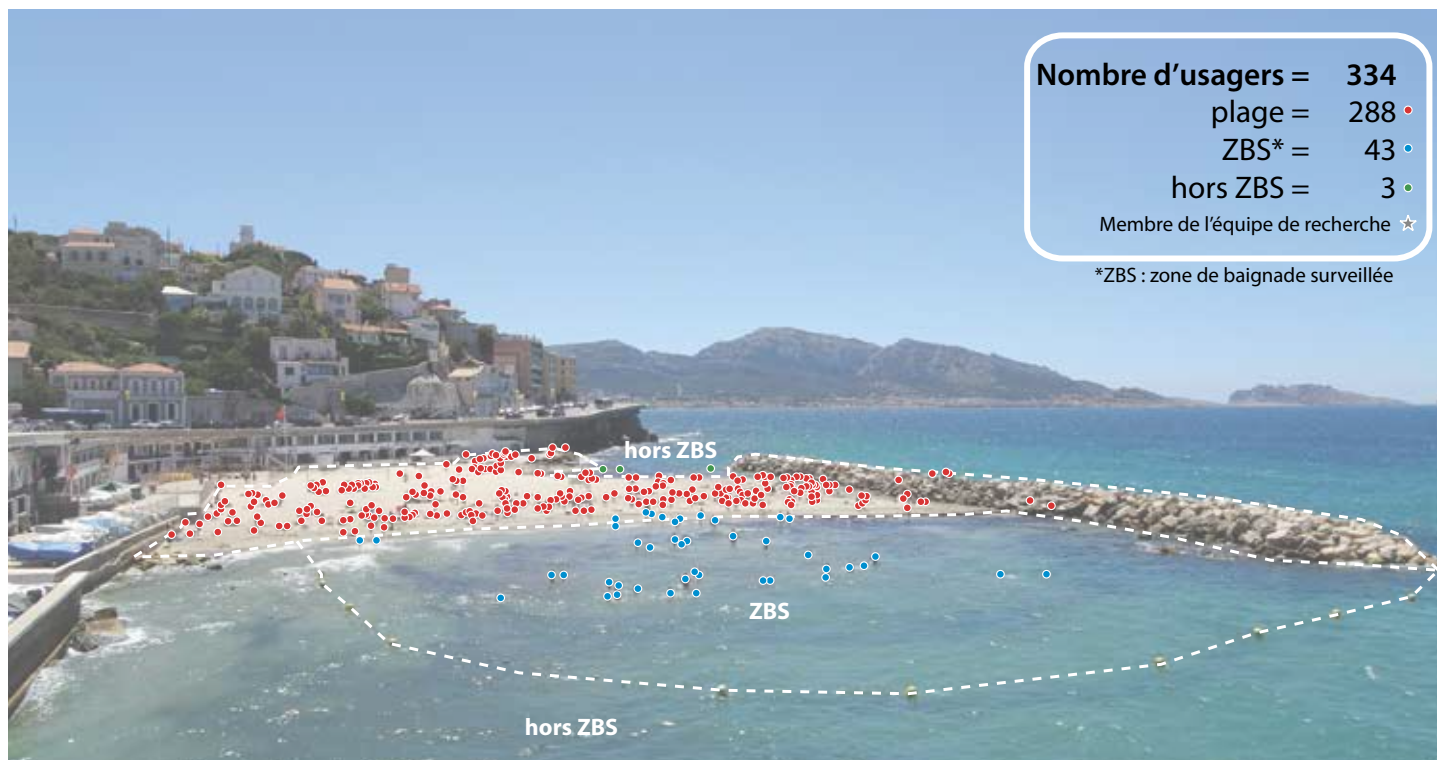 Nombre d'usagers = 334
plage = 288
ZBS* = 43
hors ZBS = 3
Membre de l'équipe de recherche
*ZBS : zone de baignade surveillée
hors ZBS
ZBS
hors ZBS